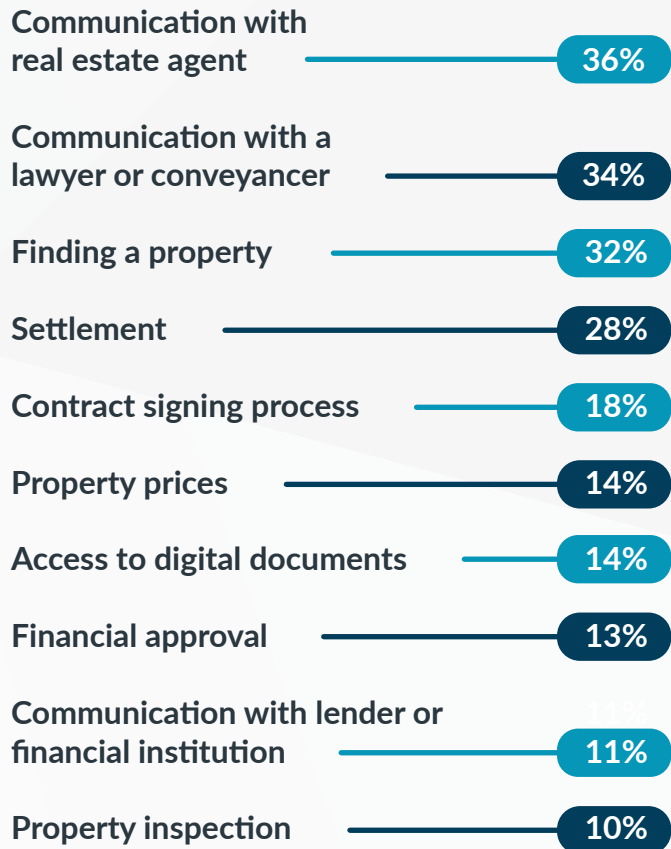 Communication with
real estate agent 36%
Communication with a
lawyer or conveyancer 34%
Finding a property 32%
Settlement 28%
Contract signing process 18%
Property prices 14%
Access to digital documents 14%
Financial approval 13%
Communication with lender or 11%
financial institution 11%
Property inspection 10%